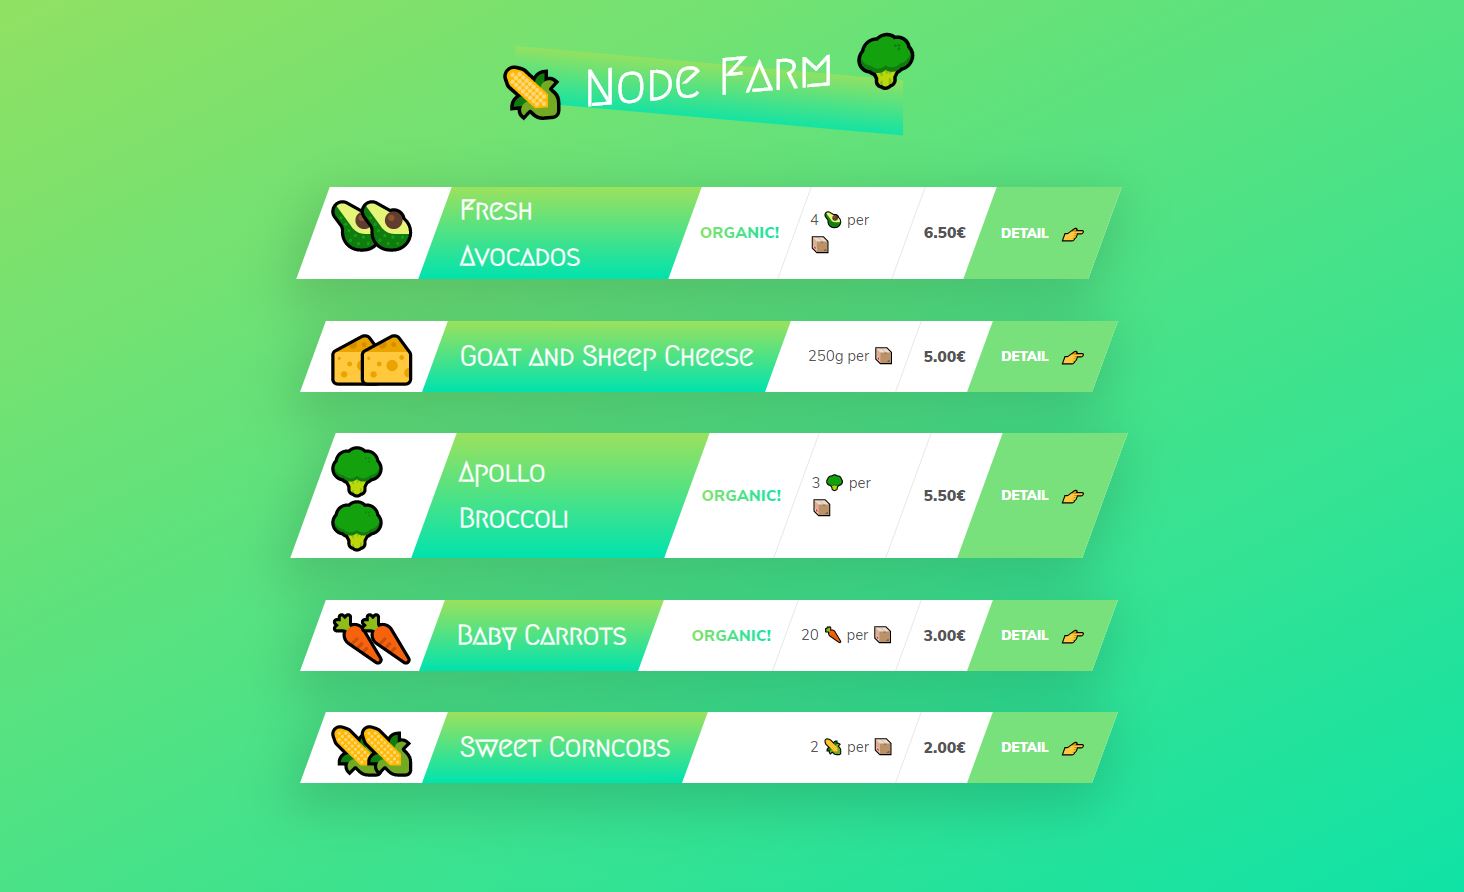 Node Farm
Fresh
Avocados
ORGANIC!
4 🥑 per
📦
6.50€
DETAIL 👉
Goat and Sheep Cheese
250g per 📦
5.00€
DETAIL 👉
Apollo
Broccoli
ORGANIC!
3 🥦 per
📦
5.50€
DETAIL 👉
Baby Carrots
ORGANIC!
20 🥕 per 📦
3.00€
DETAIL 👉
Sweet Corncobs
2 🌽 per 📦
2.00€
DETAIL 👉